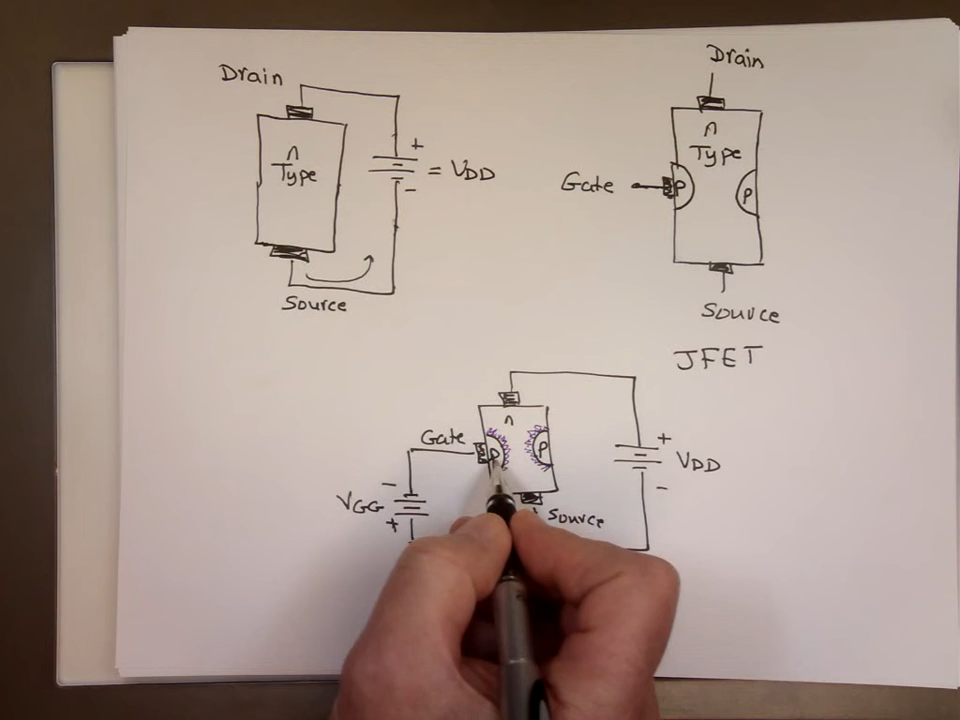 Drain
n
Type
+
= VDD
-
Source
Drain
n
Type
Gate
P
P
Source
JFET
n
Gate
P
P
+
VDD
-
-
VGG
+
Source